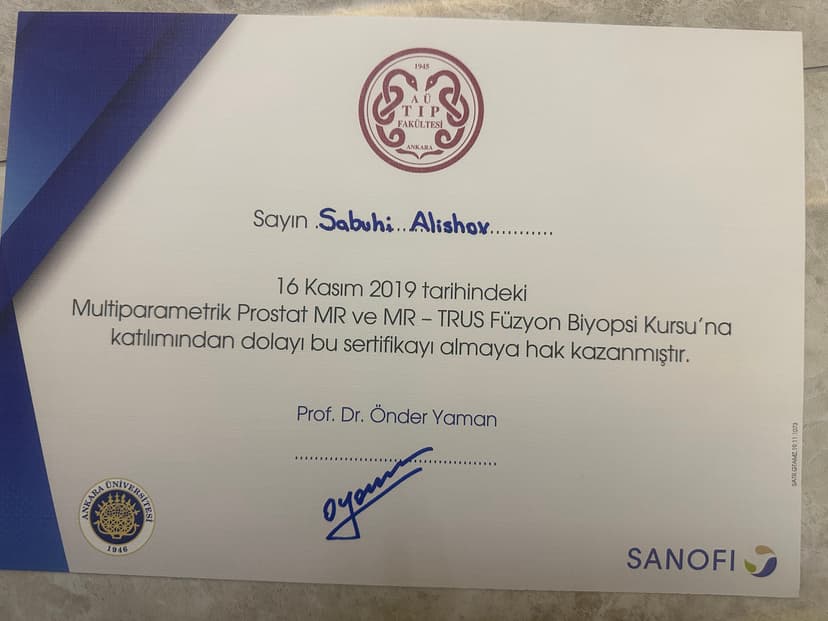 1945
A Ü
TIP
FAKÜLTESİ
ANKARA
Sayın Sabuhi Alishov
16 Kasım 2019 tarihindeki
Multiparametrik Prostat MR ve MR – TRUS Füzyon Biyopsi Kursu’na
katılımından dolayı bu sertifikayı almaya hak kazanmıştır.
Prof. Dr. Önder Yaman
oyaman
ANKARA ÜNİVERSİTESİ
1946
SANOFI